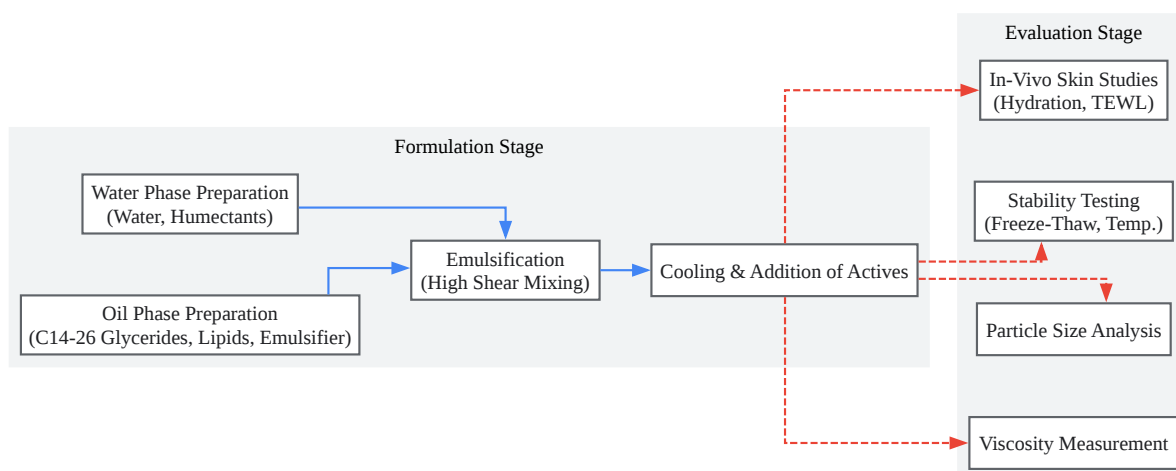 Evaluation Stage
In-Vivo Skin Studies
(Hydration, TEWL)
Formulation Stage
Water Phase Preparation
(Water, Humectants)
Stability Testing
(Freeze-Thaw, Temp.)
Emulsification
(High Shear Mixing)
Cooling & Addition of Actives
Oil Phase Preparation
(C14-26 Glycerides, Lipids, Emulsifier)
Particle Size Analysis
Viscosity Measurement